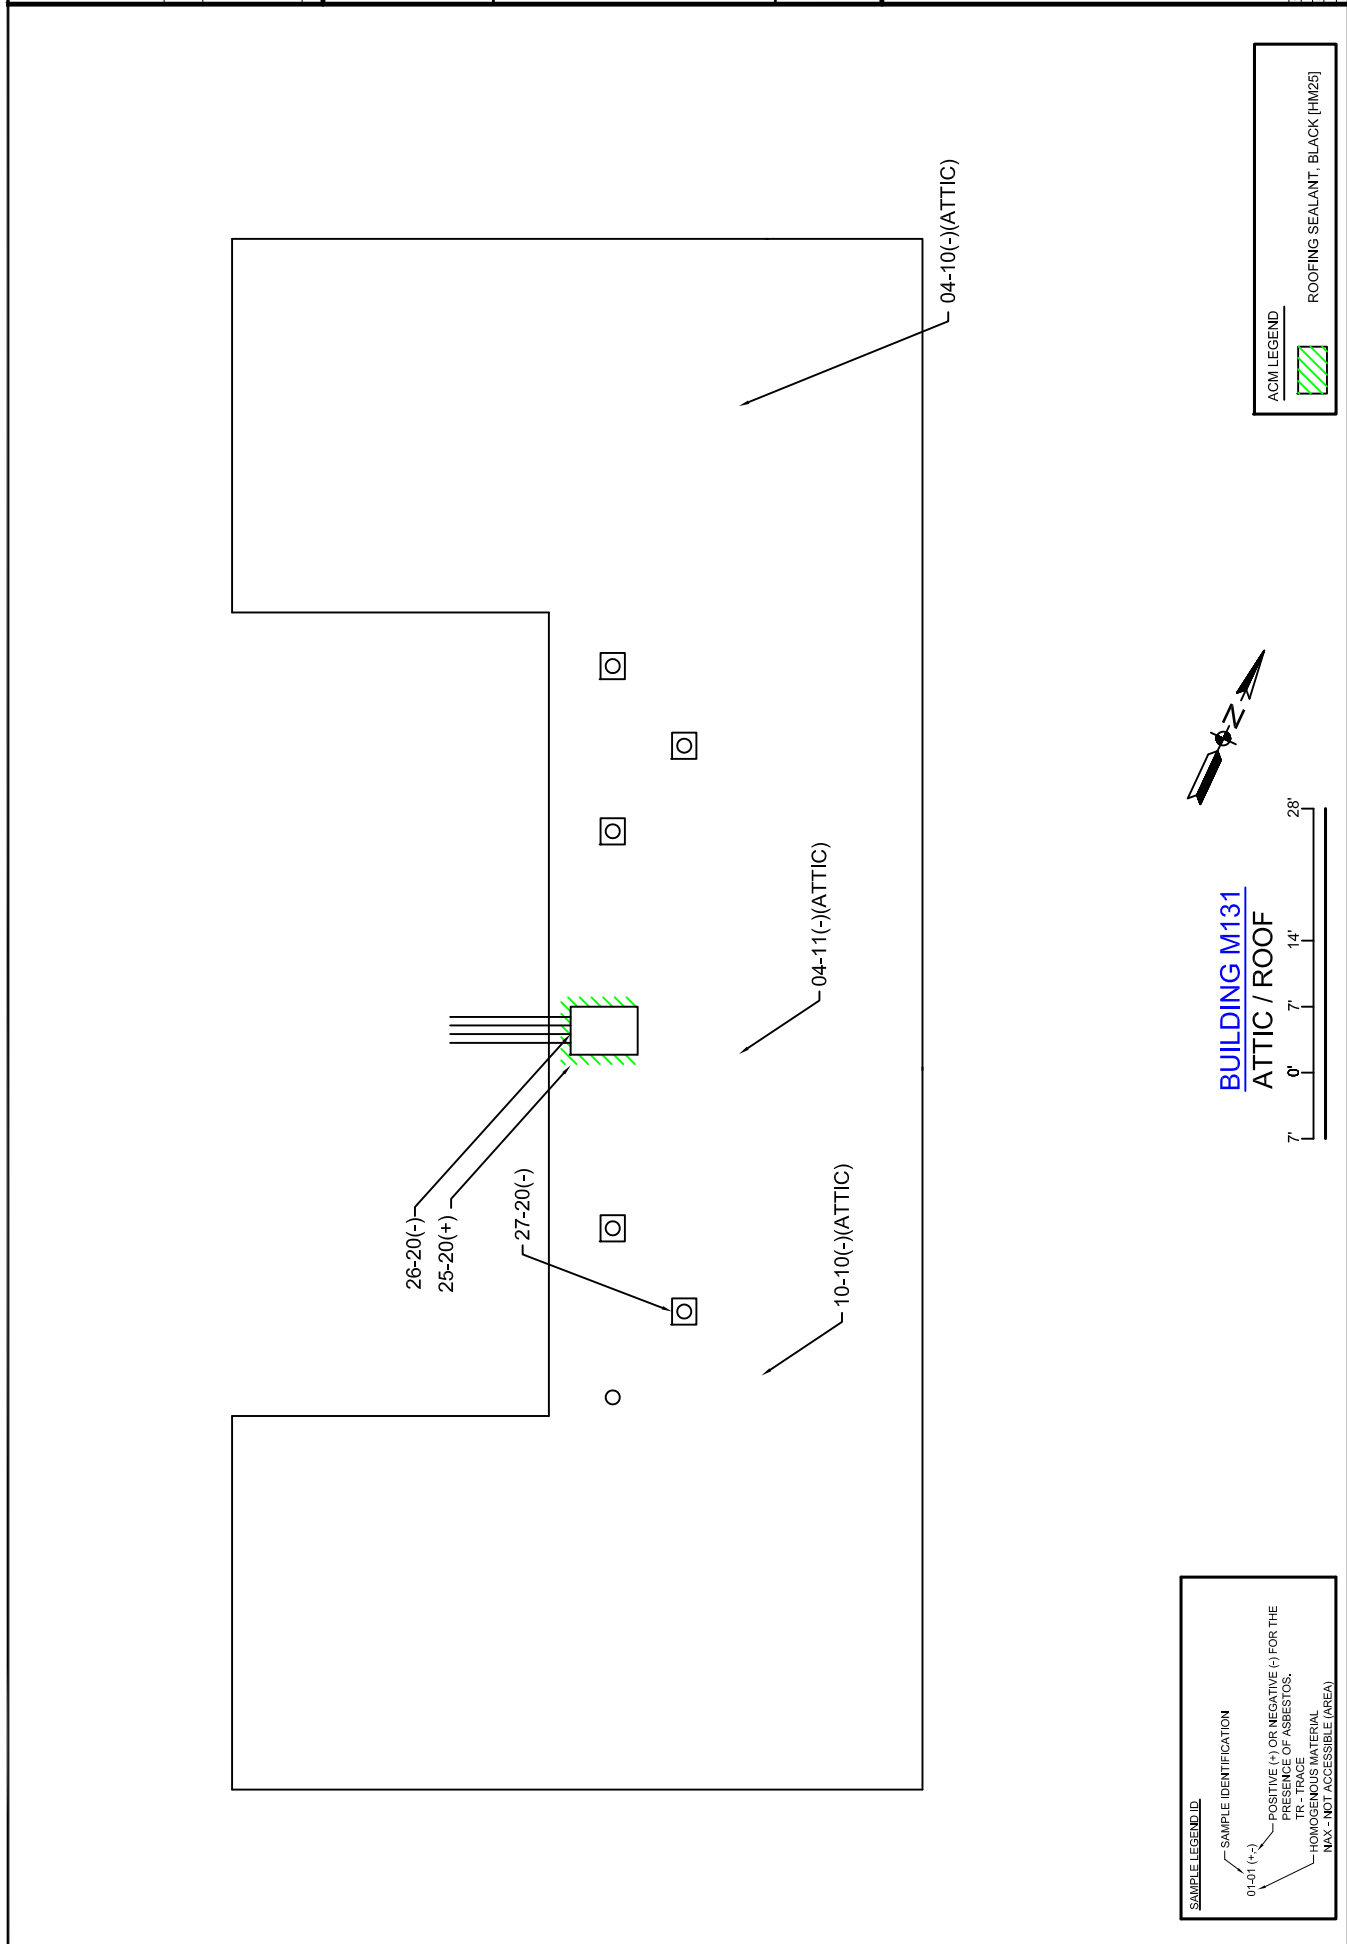 26-20(-)
25-20(+)
27-20(-)
10-10(-)(ATTIC)
04-11(-)(ATTIC)
04-10(-)(ATTIC)
SAMPLE LEGEND ID
SAMPLE IDENTIFICATION
01-01 (+,-)
POSITIVE (+) OR NEGATIVE (-) FOR THE
PRESENCE OF ASBESTOS.
TR - TRACE
HOMOGENOUS MATERIAL
NAX - NOT ACCESSIBLE (AREA)
BUILDING M131
ATTIC / ROOF
7' 0' 7' 14' 28'
N
ACM LEGEND
ROOFING SEALANT, BLACK [HM25]